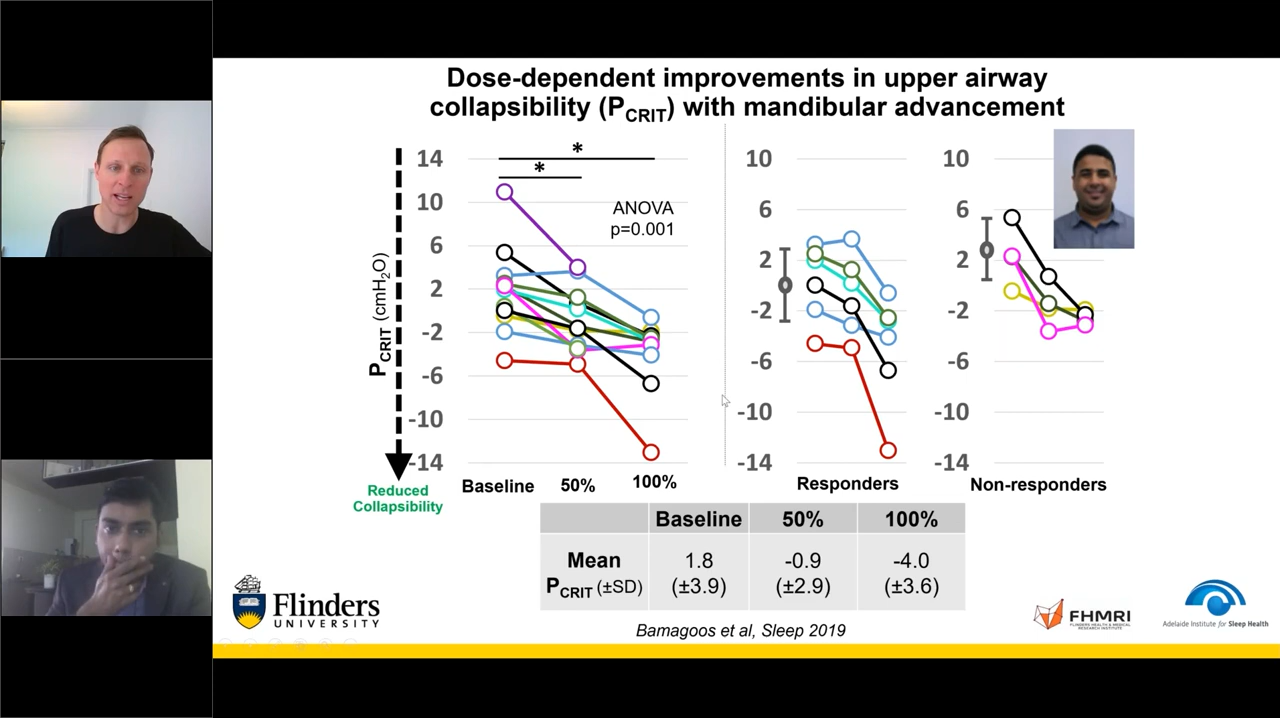 Dose-dependent improvements in upper airway
collapsibility (PCRIT) with mandibular advancement
PCRIT (cmH2O)
14
10
6
2
-2
-6
-10
-14
*
*
ANOVA
p=0.001
Reduced
Collapsibility
Baseline 50% 100%
10
6
2
-2
-6
-10
-14
Responders
10
6
2
-2
-6
-10
-14
Non-responders
Baseline 50% 100%
Mean 1.8 -0.9 -4.0
PCRIT (±SD) (±3.9) (±2.9) (±3.6)
Bamagoos et al, Sleep 2019
Flinders
UNIVERSITY
FHMRI
FLINDERS HEALTH & MEDICAL
RESEARCH INSTITUTE
Adelaide Institute for Sleep Health